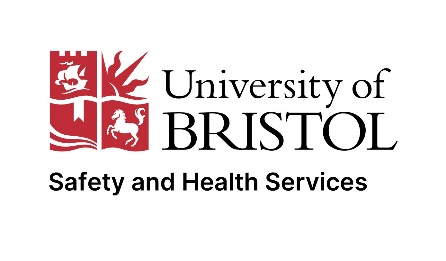 University of
BRISTOL
Safety and Health Services